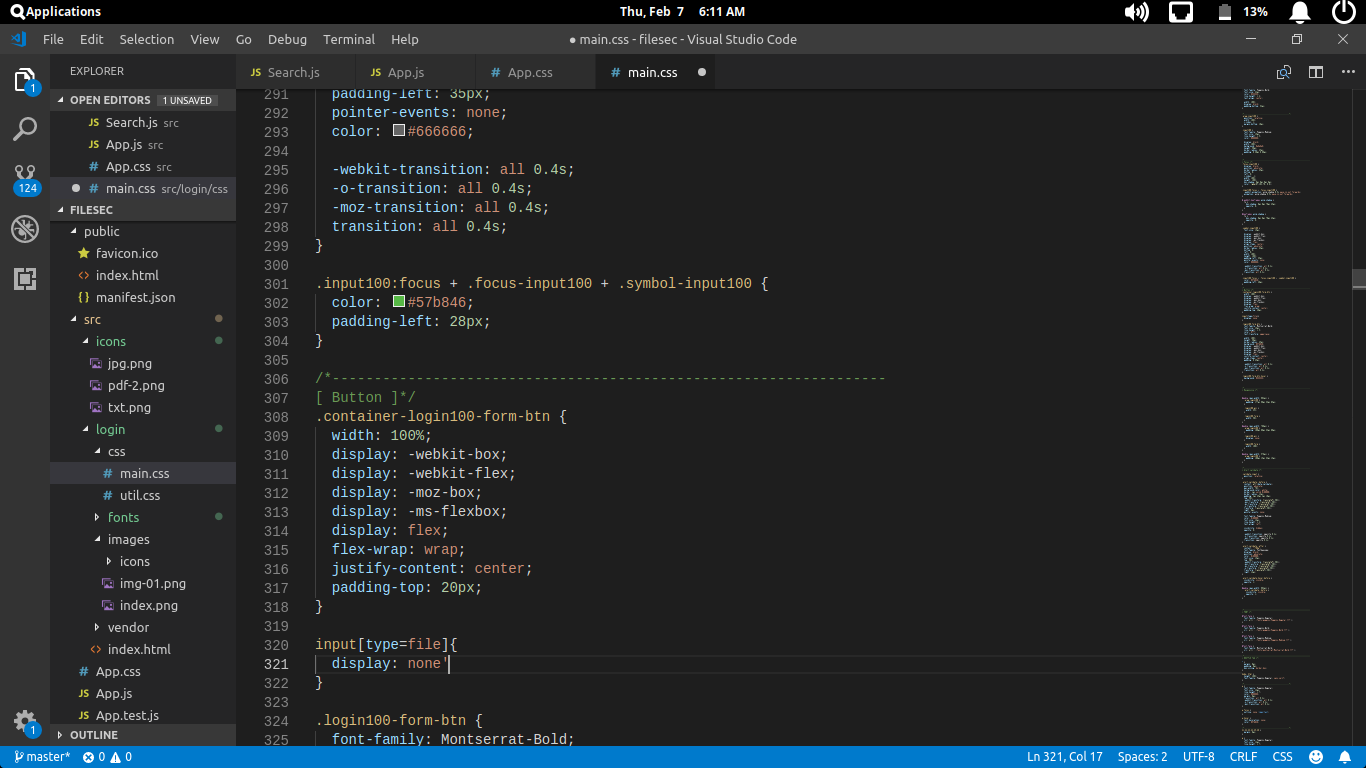 Applications
Thu, Feb 7 6:11 AM
13%
File Edit Selection View Go Debug Terminal Help
● main.css - filesec - Visual Studio Code
EXPLORER
JS Search.js
JS App.js
# App.css
# main.css ●
OPEN EDITORS 1 UNSAVED
JS Search.js src
JS App.js src
# App.css src
● # main.css src/login/css
FILESEC
public
favicon.ico
<> index.html
{} manifest.json
src
icons
jpg.png
pdf-2.png
txt.png
login
css
# main.css
# util.css
fonts
images
icons
img-01.png
index.png
vendor
<> index.html
# App.css
JS App.js
JS App.test.js
OUTLINE
1
124
1
291 padding-left: 35px;
292 pointer-events: none;
293 color: #666666;
294
295 -webkit-transition: all 0.4s;
296 -o-transition: all 0.4s;
297 -moz-transition: all 0.4s;
298 transition: all 0.4s;
299 }
300
301 .input100:focus + .focus-input100 + .symbol-input100 {
302 color: #57b846;
303 padding-left: 28px;
304 }
305
306 /*------------------------------------------------------------------
307 [ Button ]*/
308 .container-login100-form-btn {
309 width: 100%;
310 display: -webkit-box;
311 display: -webkit-flex;
312 display: -moz-box;
313 display: -ms-flexbox;
314 display: flex;
315 flex-wrap: wrap;
316 justify-content: center;
317 padding-top: 20px;
318 }
319
320 input[type=file]{
321 display: none'
322 }
323
324 .login100-form-btn {
325 font-family: Montserrat-Bold;
master* 0 0
Ln 321, Col 17 Spaces: 2 UTF-8 CRLF CSS